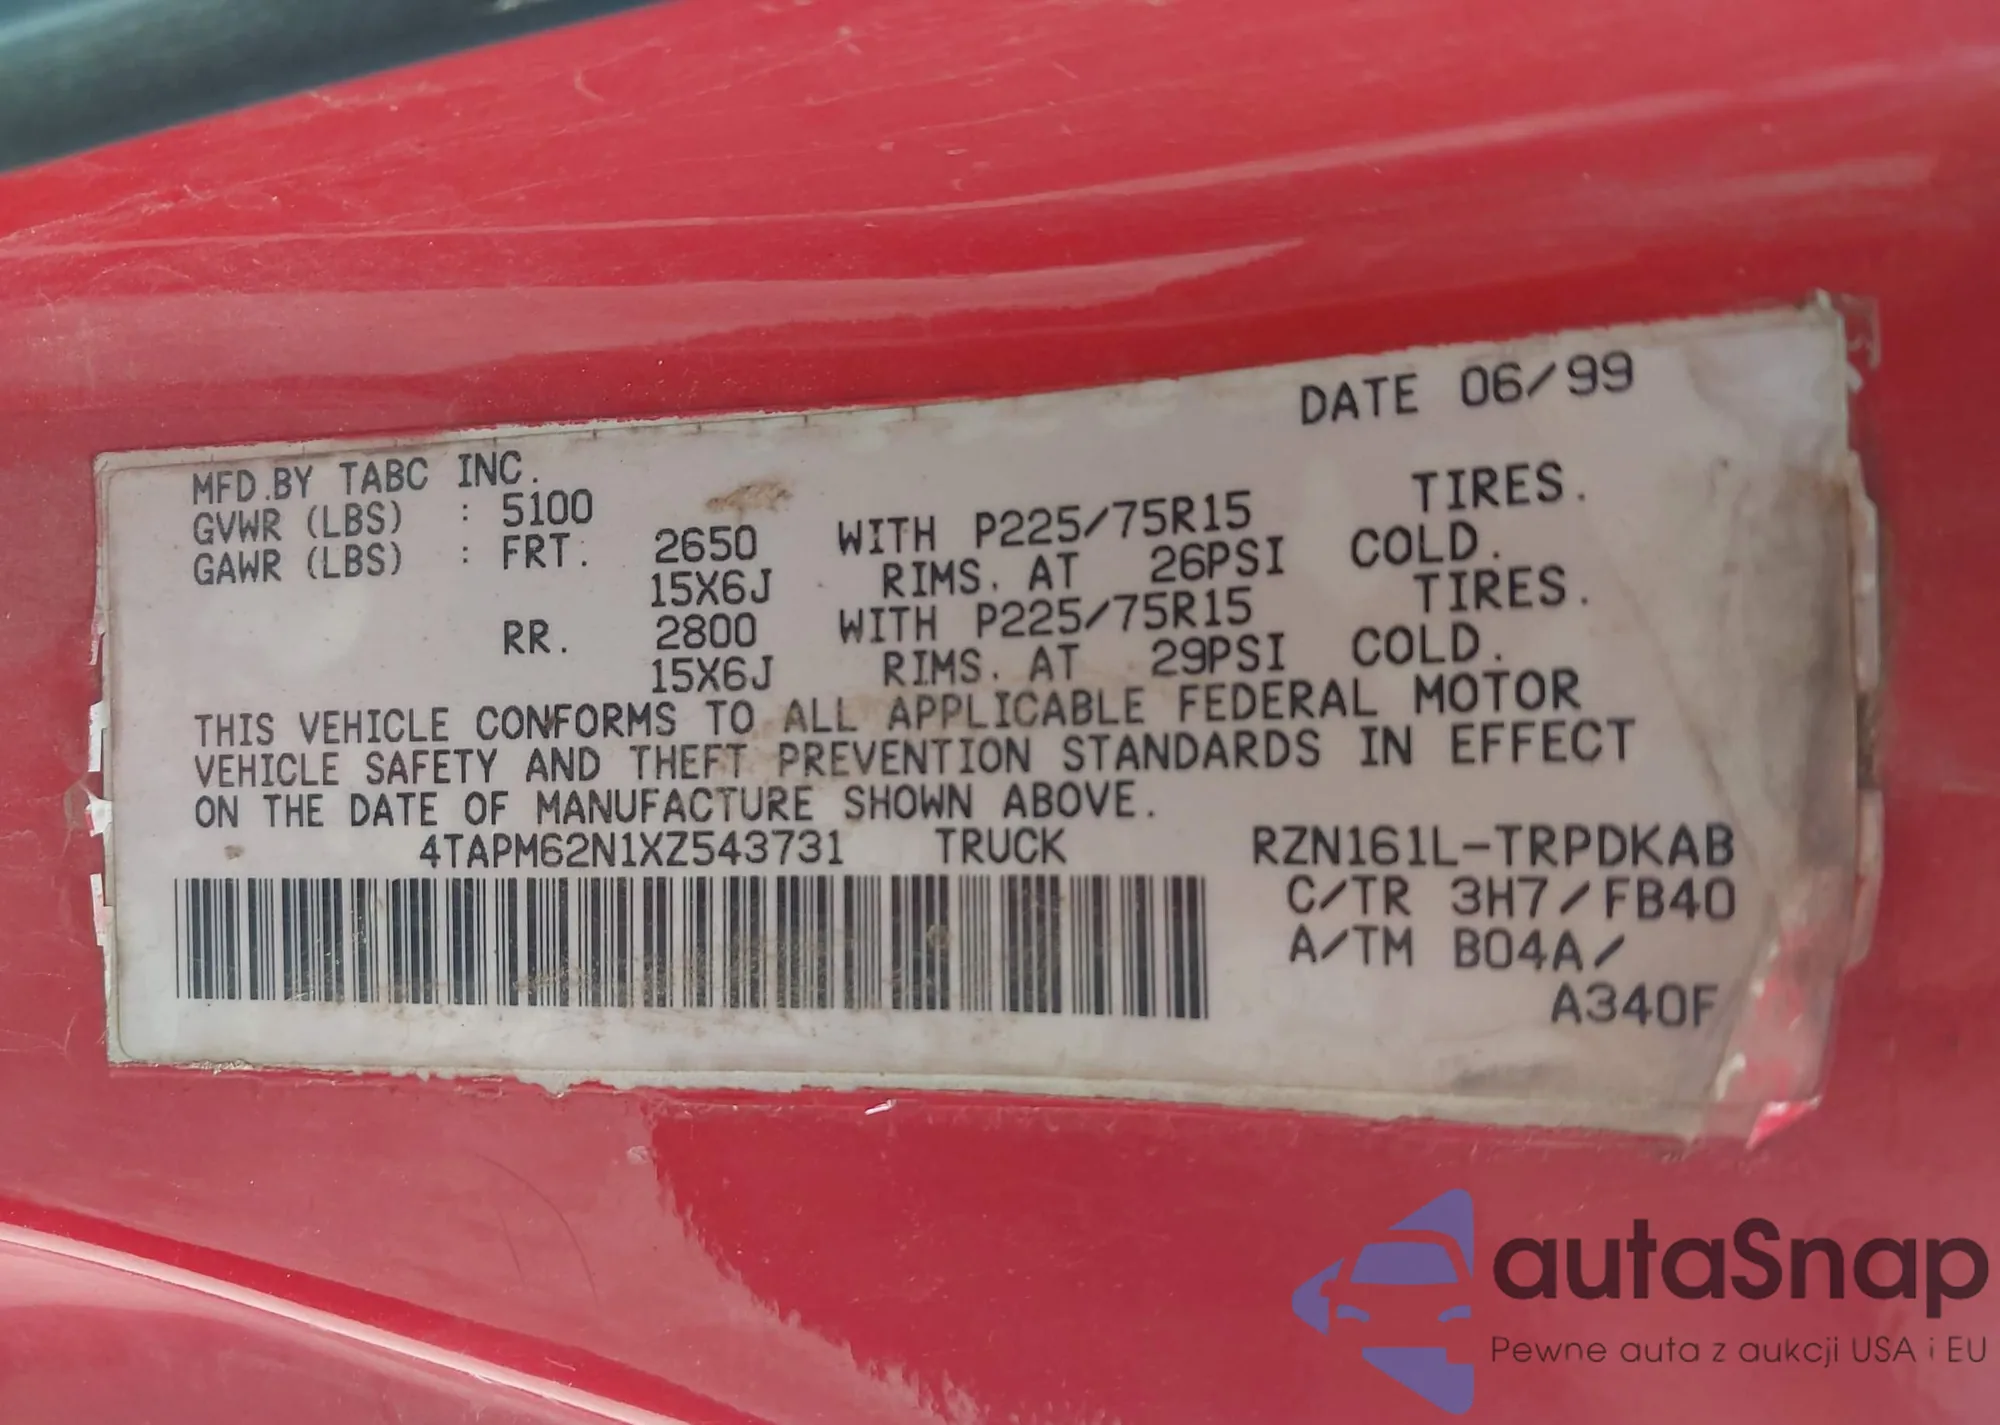 DATE 06/99
MFD.BY TABC INC.
GVWR (LBS) : 5100
GAWR (LBS) : FRT. 2650 WITH P225/75R15 TIRES.
15X6J RIMS. AT 26PSI COLD.
RR. 2800 WITH P225/75R15 TIRES.
15X6J RIMS. AT 29PSI COLD.
THIS VEHICLE CONFORMS TO ALL APPLICABLE FEDERAL MOTOR
VEHICLE SAFETY AND THEFT PREVENTION STANDARDS IN EFFECT
ON THE DATE OF MANUFACTURE SHOWN ABOVE.
4TAPM62N1XZ543731 TRUCK RZN161L-TRPDKAB
C/TR 3H7/FB40
A/TM B04A/
A340F
autaSnap
Pewne auta z aukcji USA i EU